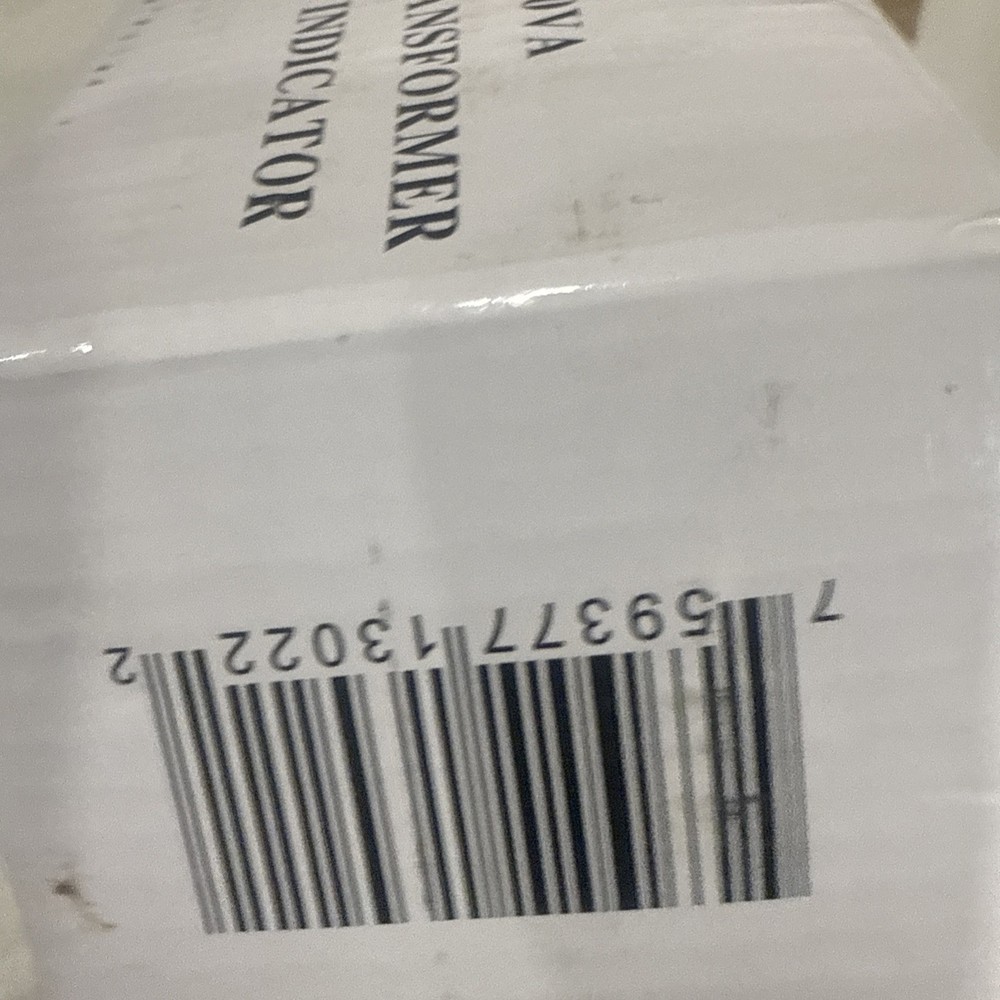 0VA
ANSFORMER
INDICATOR
7 59377 13022 2